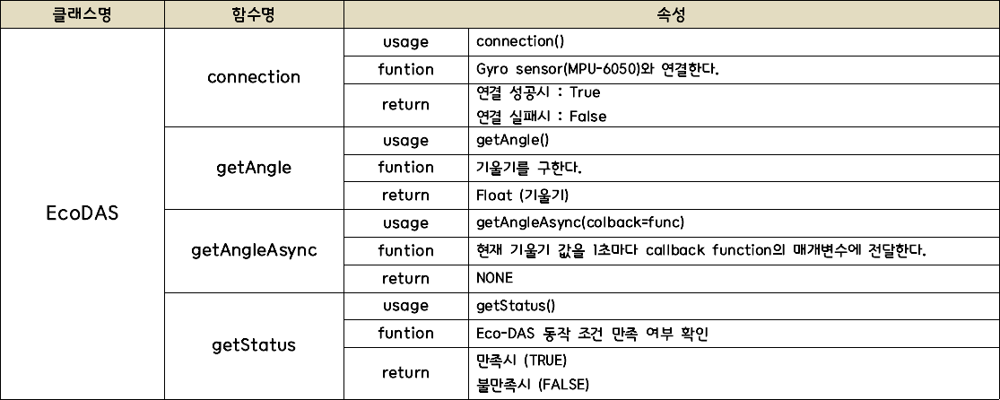 클래스명 함수명 속성
EcoDAS
connection
usage connection()
funtion Gyro sensor(MPU-6050)와 연결한다.
return 연결 성공시 : True
연결 실패시 : False
getAngle
usage getAngle()
funtion 기울기를 구한다.
return Float (기울기)
getAngleAsync
usage getAngleAsync(colback=func)
funtion 현재 기울기 값을 1초마다 callback function의 매개변수에 전달한다.
return NONE
getStatus
usage getStatus()
funtion Eco-DAS 동작 조건 만족 여부 확인
return 만족시 (TRUE)
불만족시 (FALSE)